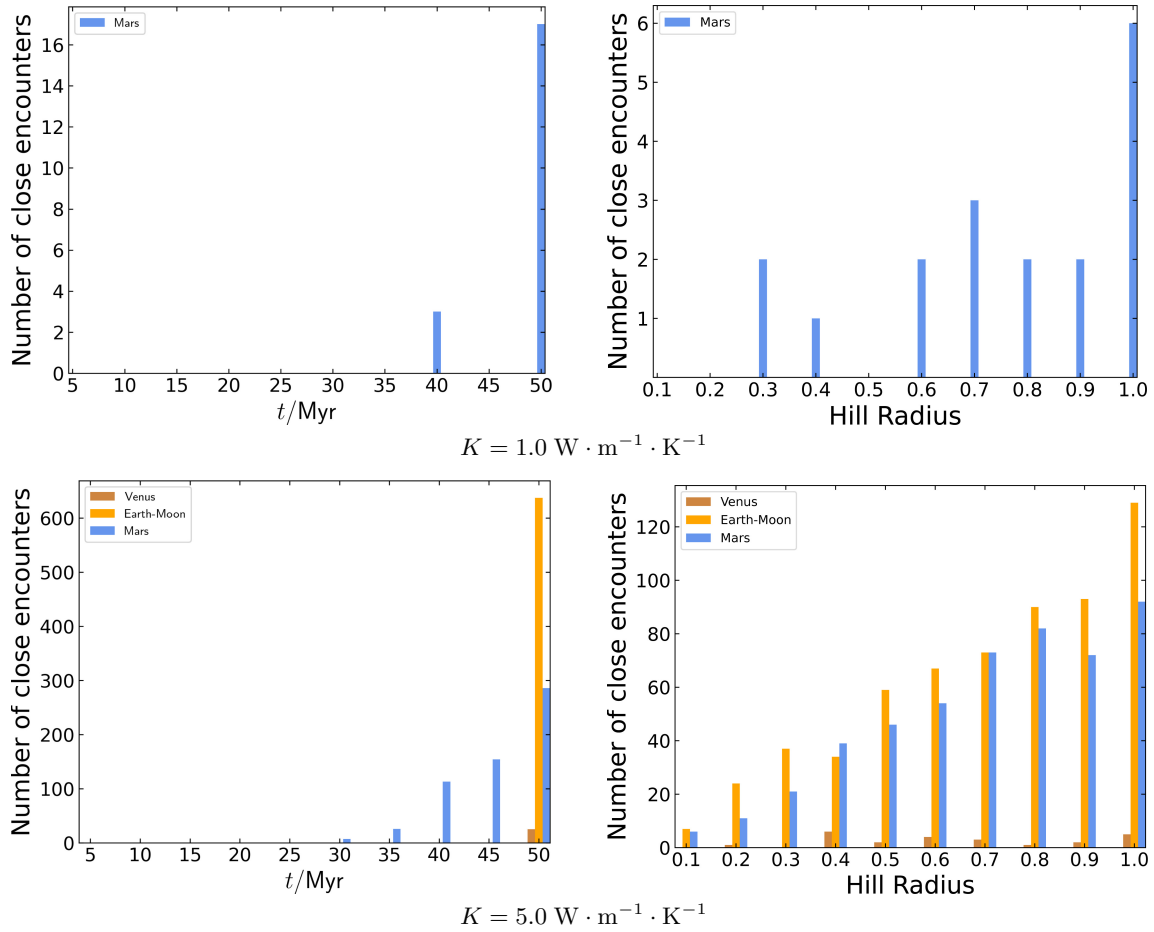 Number of close encounters
16
14
12
10
8
6
4
2
0
Mars
5 10 15 20 25 30 35 40 45 50
t/Myr
Number of close encounters
6
5
4
3
2
1
Mars
0.1 0.2 0.3 0.4 0.5 0.6 0.7 0.8 0.9 1.0
Hill Radius
K = 1.0 W · m⁻¹ · K⁻¹
Number of close encounters
600
500
400
300
200
100
0
Venus
Earth-Moon
Mars
5 10 15 20 25 30 35 40 45 50
t/Myr
Number of close encounters
120
100
80
60
40
20
0
Venus
Earth-Moon
Mars
0.1 0.2 0.3 0.4 0.5 0.6 0.7 0.8 0.9 1.0
Hill Radius
K = 5.0 W · m⁻¹ · K⁻¹